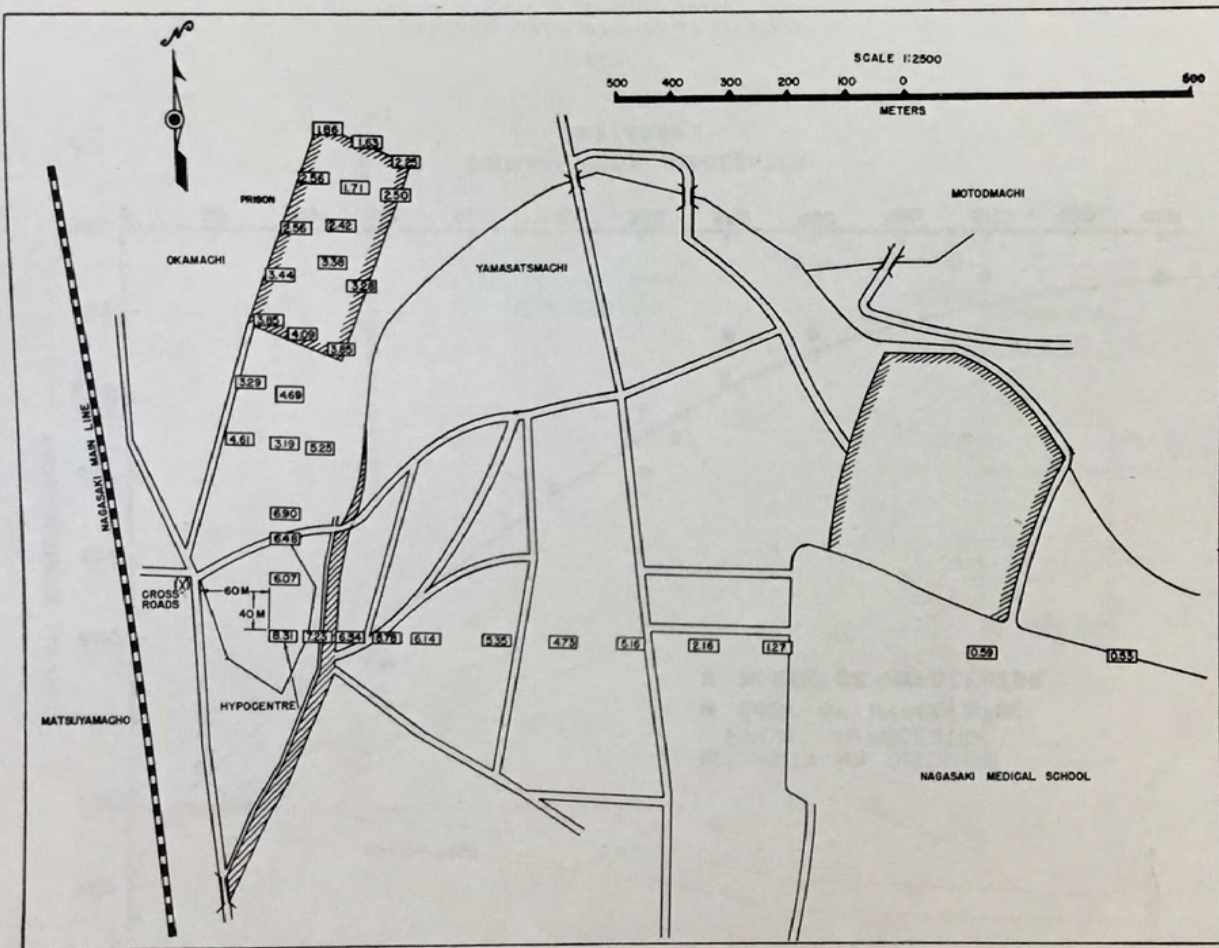 N
SCALE 1:2500
500 400 300 200 100 0 500
METERS
1.86
1.63
2.25
2.56
1.71
2.50
PRISON
MOTODMACHI
2.56
2.42
OKAMACHI
3.38
YAMASATSMACHI
3.44
3.28
3.85
4.09
3.85
3.29
4.69
NAGASAKI MAIN LINE
4.61
3.19
5.25
6.90
6.48
6.07
(X)
CROSS ROADS
60 M
40 M
8.31
7.23
6.34
6.14
5.35
4.73
5.16
2.16
1.27
0.59
0.53
HYPOCENTRE
MATSUYAMACHO
NAGASAKI MEDICAL SCHOOL